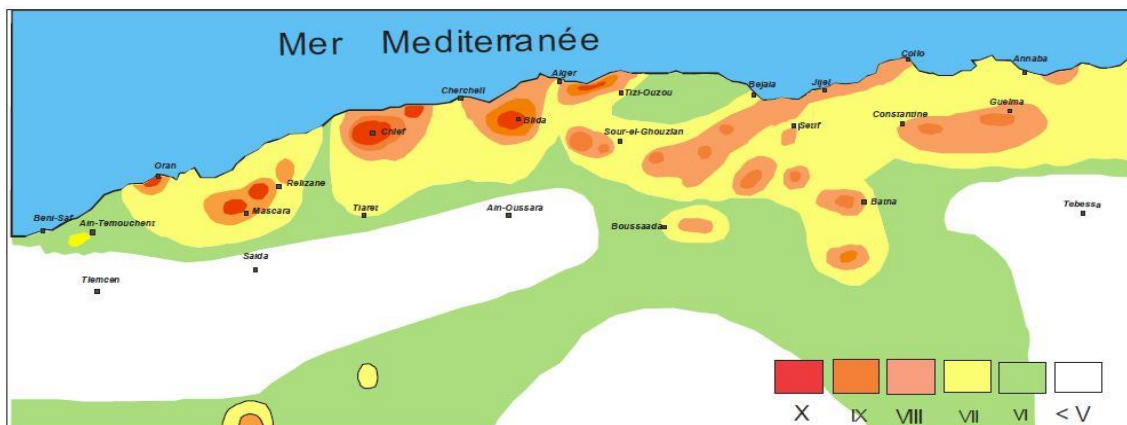 Mer Mediterranée
Collo
Annaba
Alger
Bejaia
Jijel
Cherchell
Tizi-Ouzou
Guelma
Blida
Constantine
Setif
Chlef
Sour-el-Ghouzlan
Oran
Relizane
Batna
Mascara
Tiaret
Ain-Oussara
Tebessa
Beni-Saf
Ain-Temouchent
Boussaada
Saida
Tlemcen
X IX VIII VII VI < V